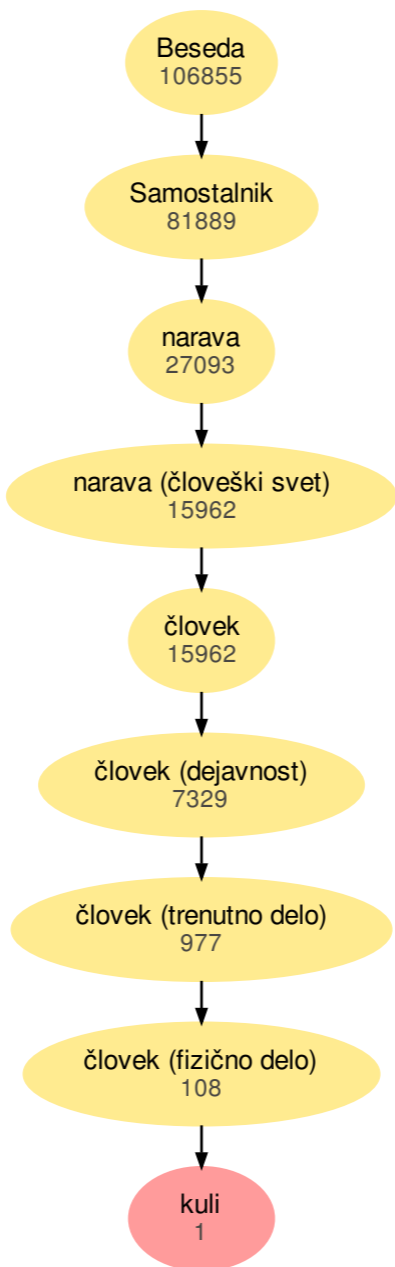 Beseda
106855
Samostalnik
81889
narava
27093
narava (človeški svet)
15962
človek
15962
človek (dejavnost)
7329
človek (trenutno delo)
977
človek (fizično delo)
108
kuli
1